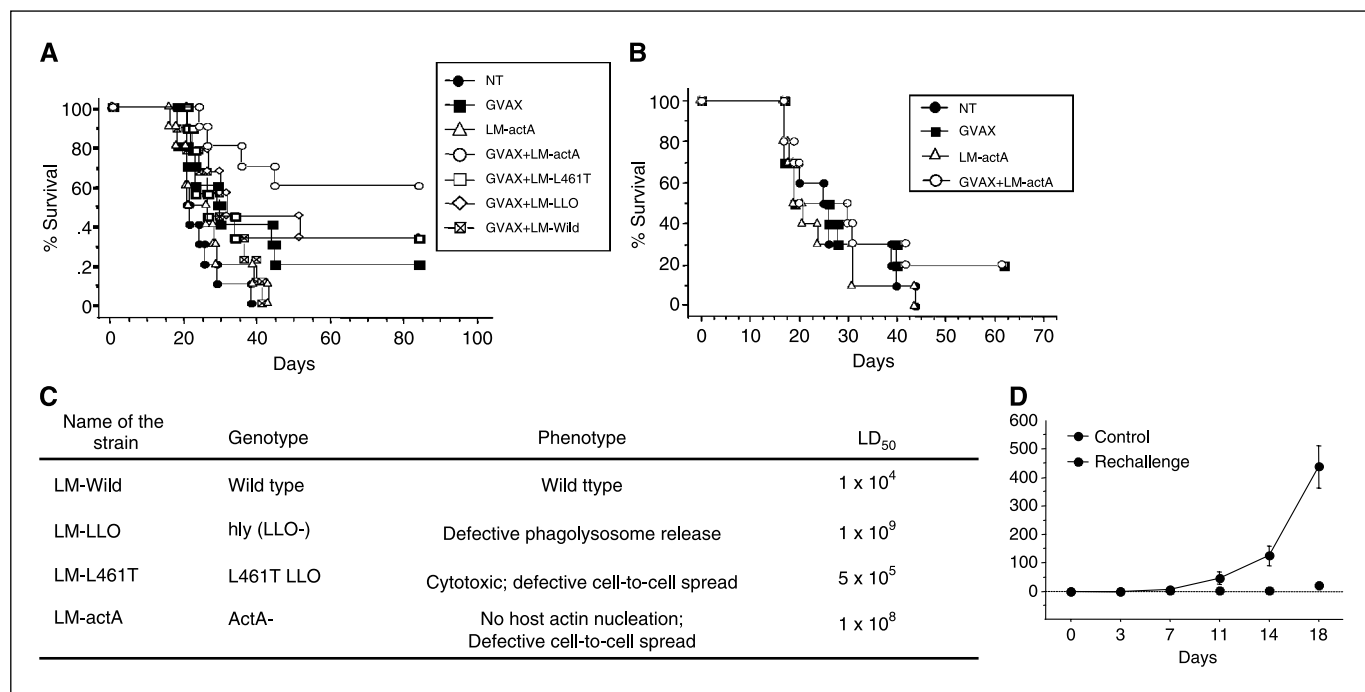 A
NT
GVAX
LM-actA
GVAX+LM-actA
GVAX+LM-L461T
GVAX+LM-LLO
GVAX+LM-Wild
% Survival
100
80
60
.4
.2
0
0
20
40
60
80
100
Days
B
NT
GVAX
LM-actA
GVAX+LM-actA
% Survival
100
80
60
40
20
0
0
10
20
30
40
50
60
70
Days
C
Name of the strain Genotype Phenotype LD50
LM-Wild Wild type Wild ttype 1 x 10^4
LM-LLO hly (LLO-) Defective phagolysosome release 1 x 10^9
LM-L461T L461T LLO Cytotoxic; defective cell-to-cell spread 5 x 10^5
LM-actA ActA- No host actin nucleation; 1 x 10^8
Defective cell-to-cell spread
D
Control
Rechallenge
600
500
400
300
200
100
0
0
3
7
11
14
18
Days